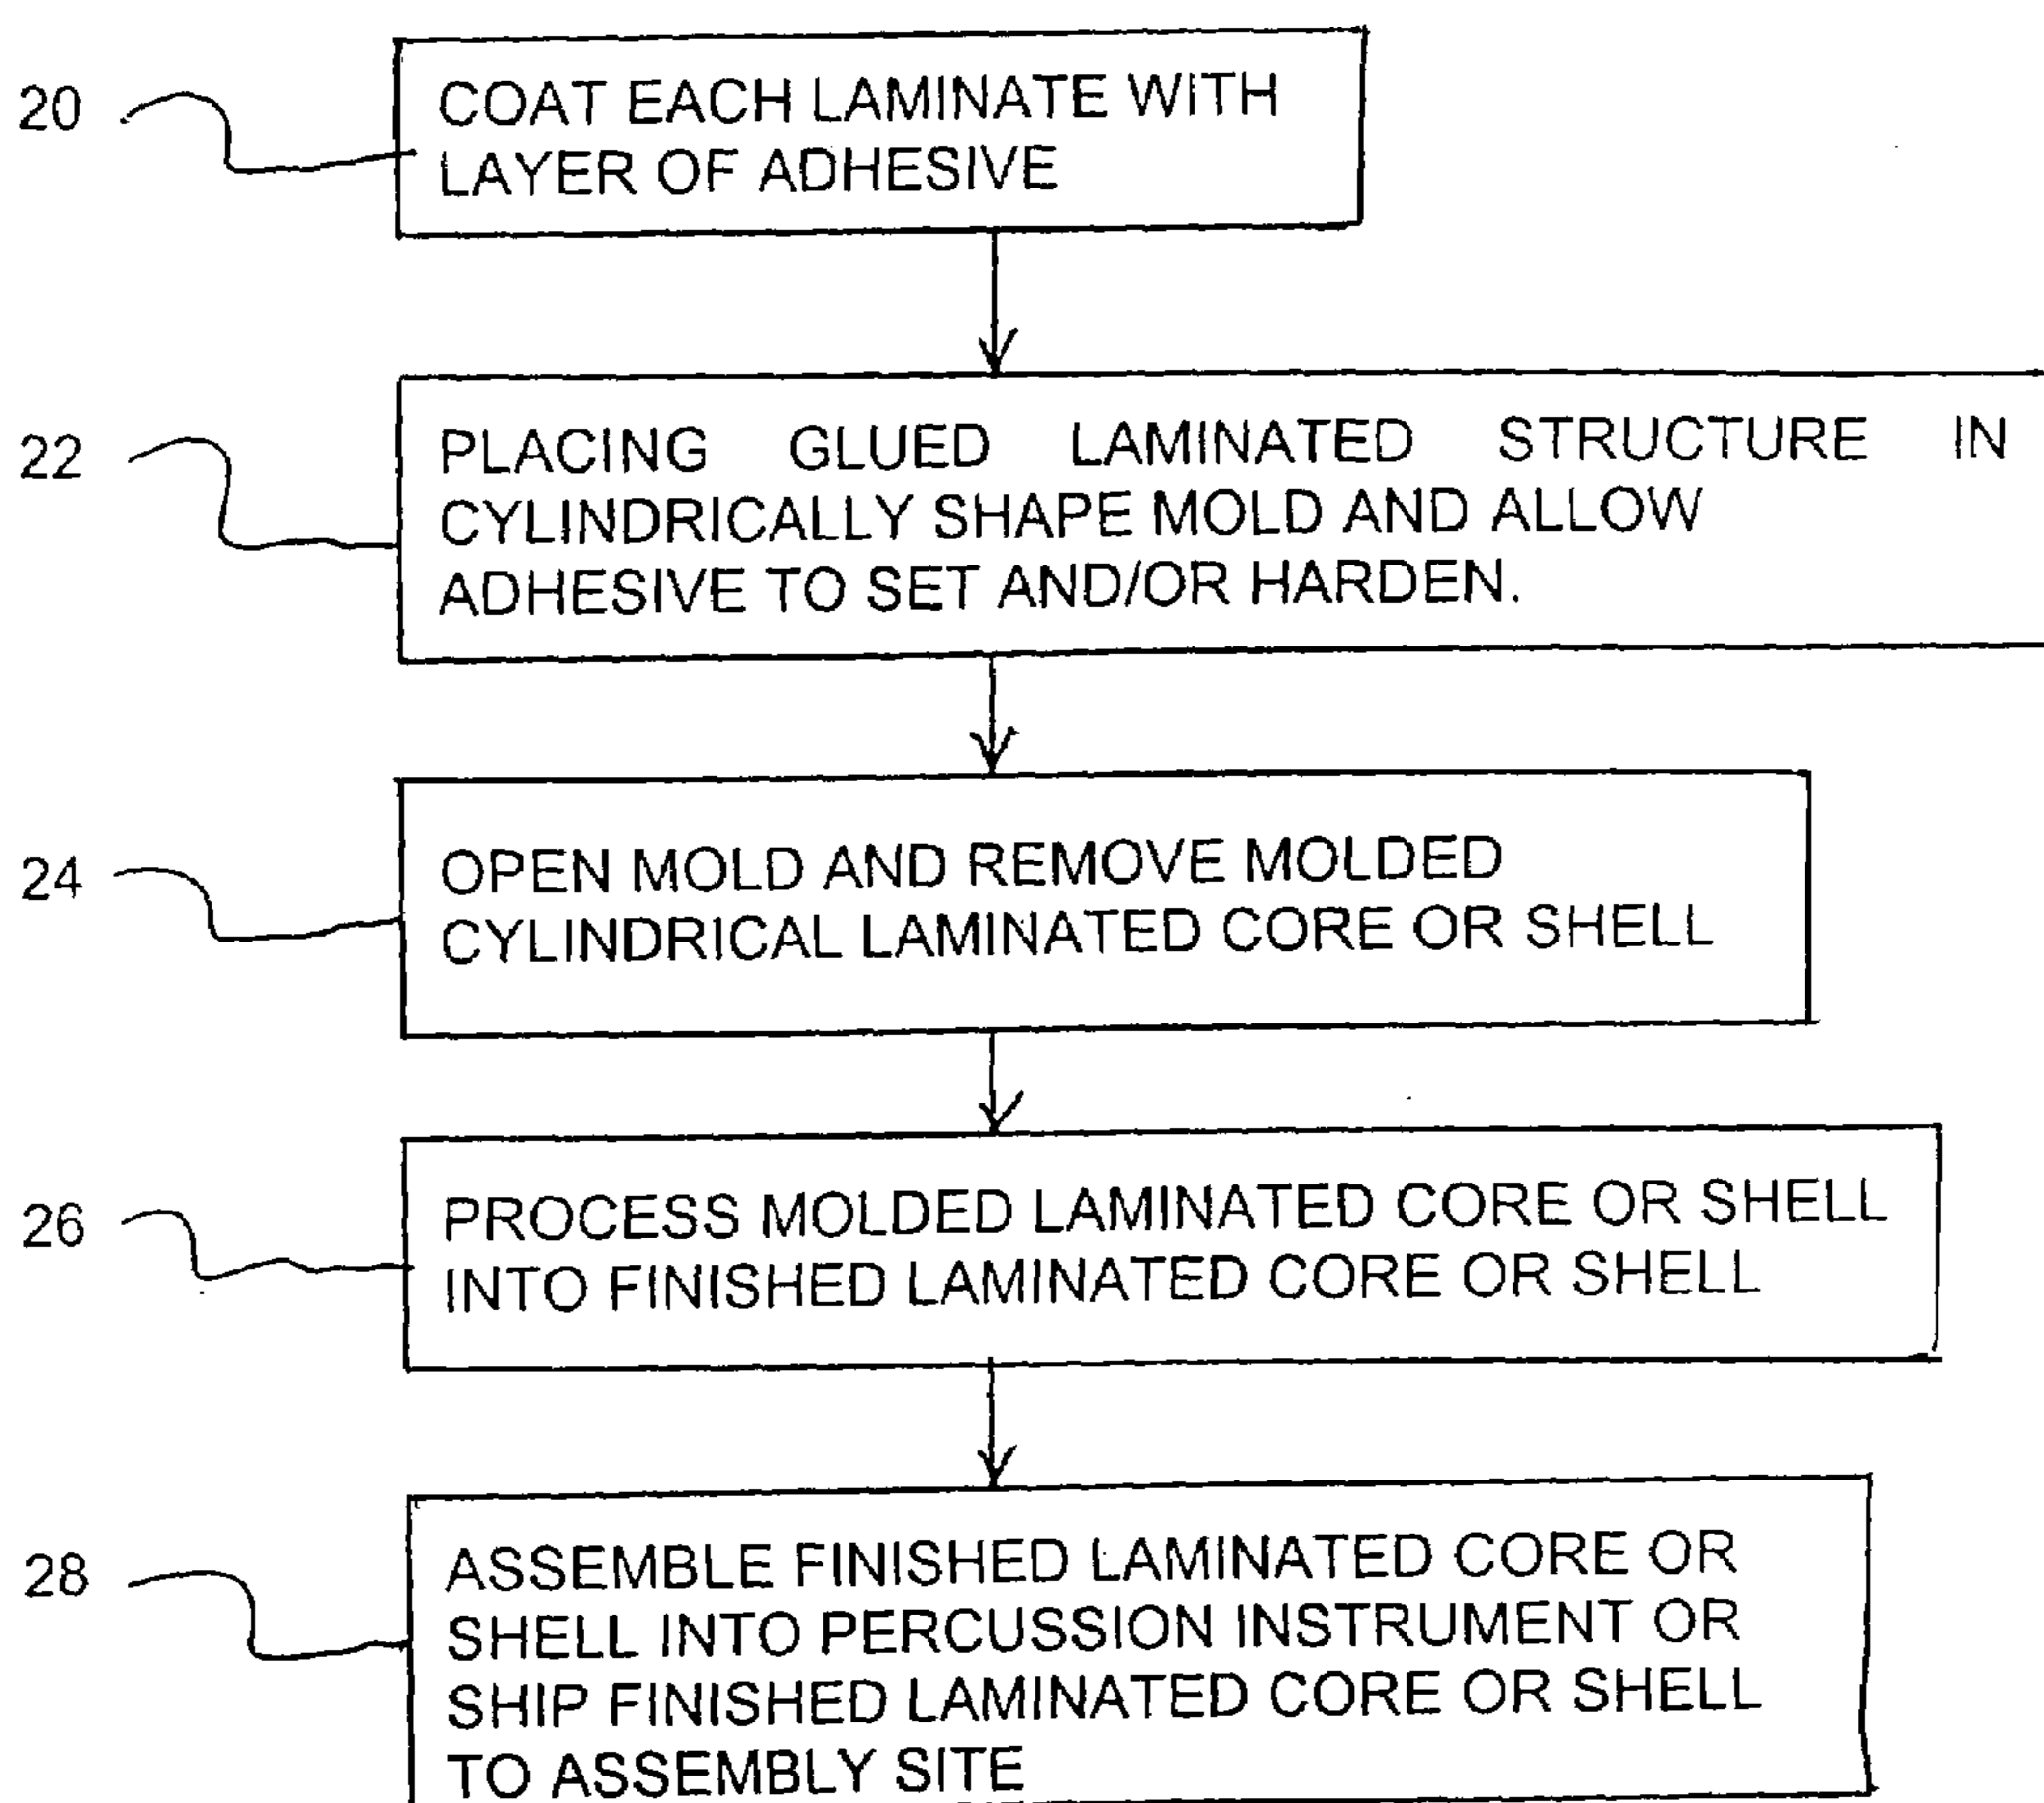 20
COAT EACH LAMINATE WITH
LAYER OF ADHESIVE
22
PLACING GLUED LAMINATED STRUCTURE IN
CYLINDRICALLY SHAPE MOLD AND ALLOW
ADHESIVE TO SET AND/OR HARDEN.
24
OPEN MOLD AND REMOVE MOLDED
CYLINDRICAL LAMINATED CORE OR SHELL
26
PROCESS MOLDED LAMINATED CORE OR SHELL
INTO FINISHED LAMINATED CORE OR SHELL
28
ASSEMBLE FINISHED LAMINATED CORE OR
SHELL INTO PERCUSSION INSTRUMENT OR
SHIP FINISHED LAMINATED CORE OR SHELL
TO ASSEMBLY SITE